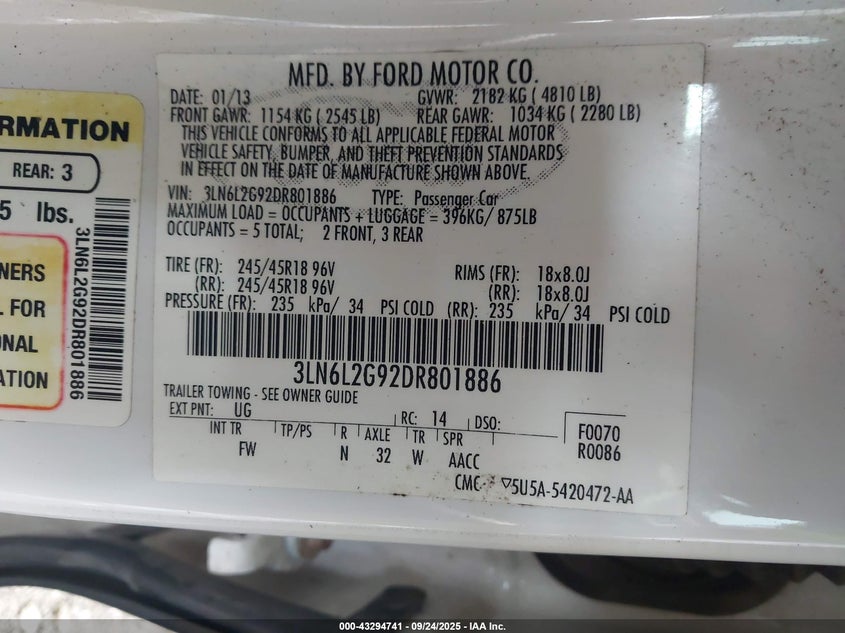 MFD. BY FORD MOTOR CO.
DATE: 01/13 GVWR: 2182 KG ( 4810 LB)
FRONT GAWR: 1154 KG ( 2545 LB) REAR GAWR: 1034 KG ( 2280 LB)
THIS VEHICLE CONFORMS TO ALL APPLICABLE FEDERAL MOTOR
VEHICLE SAFETY, BUMPER, AND THEFT PREVENTION STANDARDS
IN EFFECT ON THE DATE OF MANUFACTURE SHOWN ABOVE.
VIN: 3LN6L2G92DR801886 TYPE: Passenger Car
MAXIMUM LOAD = OCCUPANTS + LUGGAGE = 396KG/ 875LB
OCCUPANTS = 5 TOTAL; 2 FRONT, 3 REAR
TIRE (FR): 245/45R18 96V RIMS (FR): 18x8.0J
(RR): 245/45R18 96V (RR): 18x8.0J
PRESSURE (FR): 235 kPa/ 34 PSI COLD (RR): 235 kPa/ 34 PSI COLD
3LN6L2G92DR801886
TRAILER TOWING - SEE OWNER GUIDE
EXT PNT: UG RC: 14 DSO:
INT TR TP/PS R AXLE TR SPR
FW N 32 W AACC
F0070
R0086
CMC 5U5A-5420472-AA
RMATION
REAR: 3
5 lbs.
NERS
L FOR
ONAL
ATION
3LN6L2G92DR801886
000-43294741 - 09/24/2025 - IAA Inc.